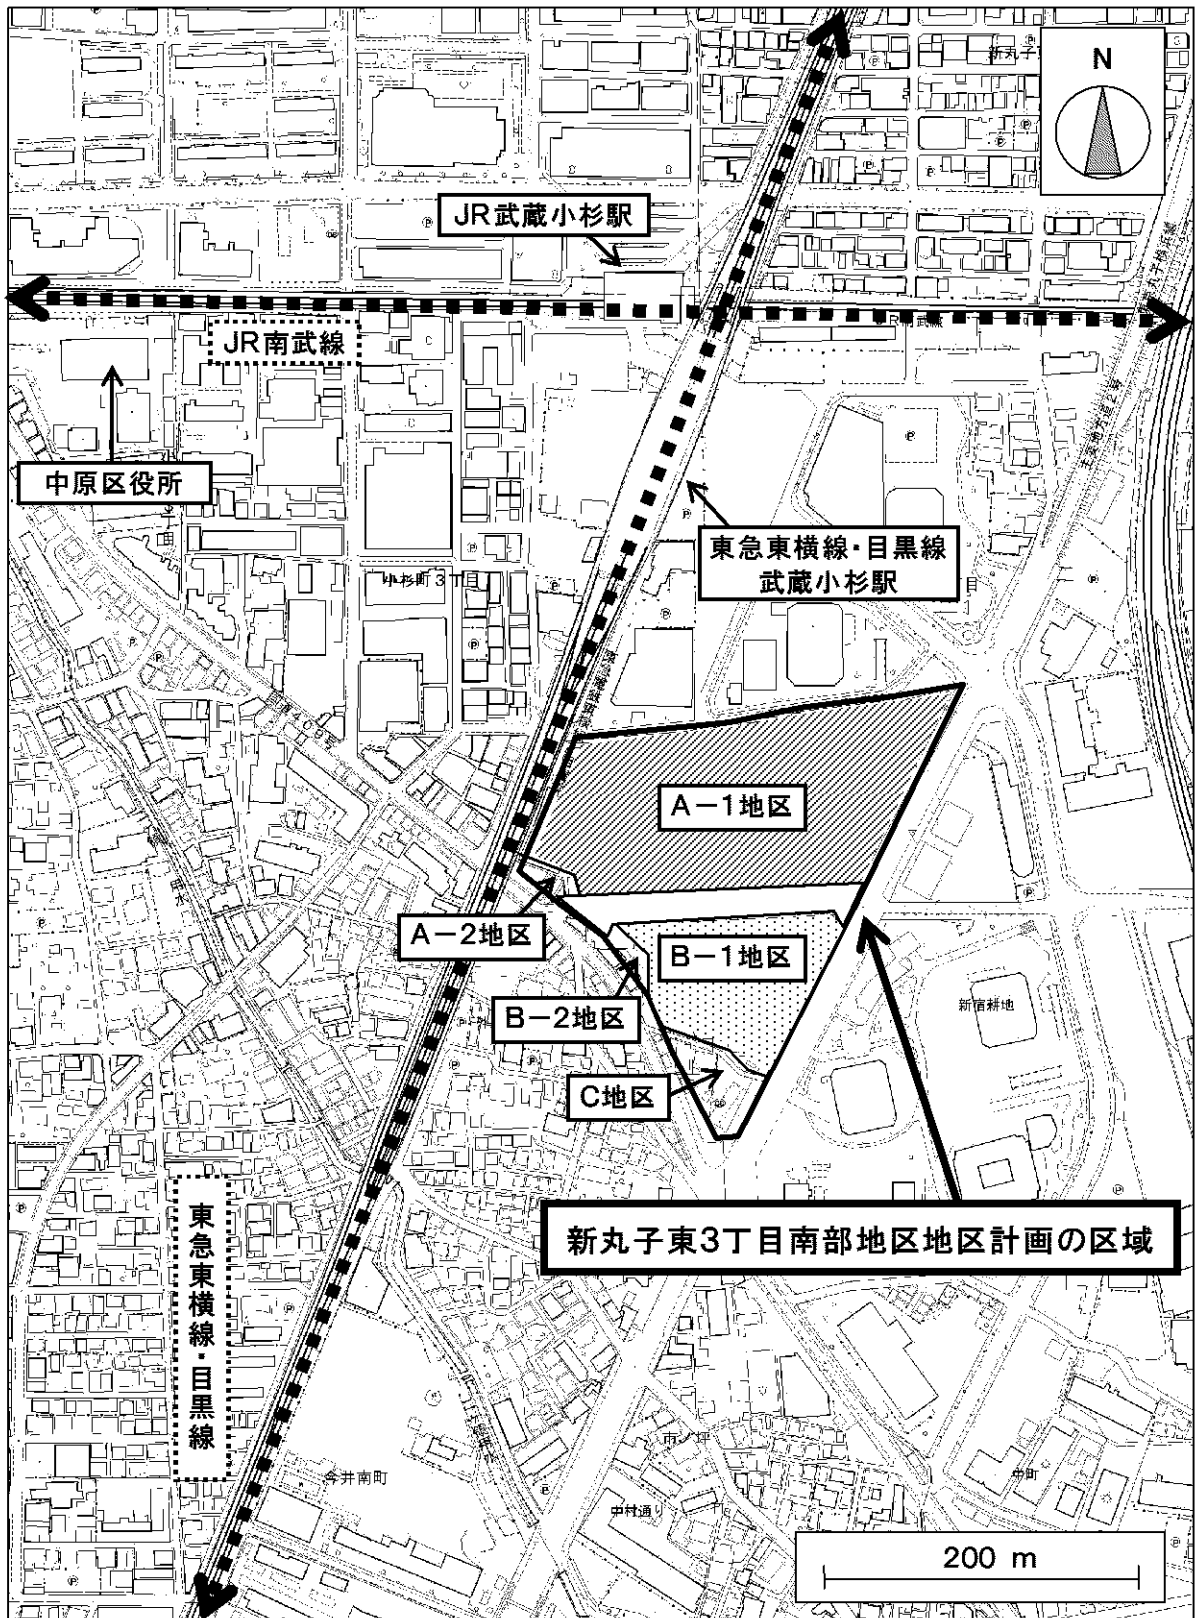 新丸子
N
JR武蔵小杉駅
JR南武線
中原区役所
東急東横線・目黒線
武蔵小杉駅
小杉町3丁目
目
A－1地区
A－2地区
B－1地区
B－2地区
新宿耕地
C地区
新丸子東3丁目南部地区地区計画の区域
東急東横線・目黒線
市ノ坪
今井南町
中町
中村通り
200 m